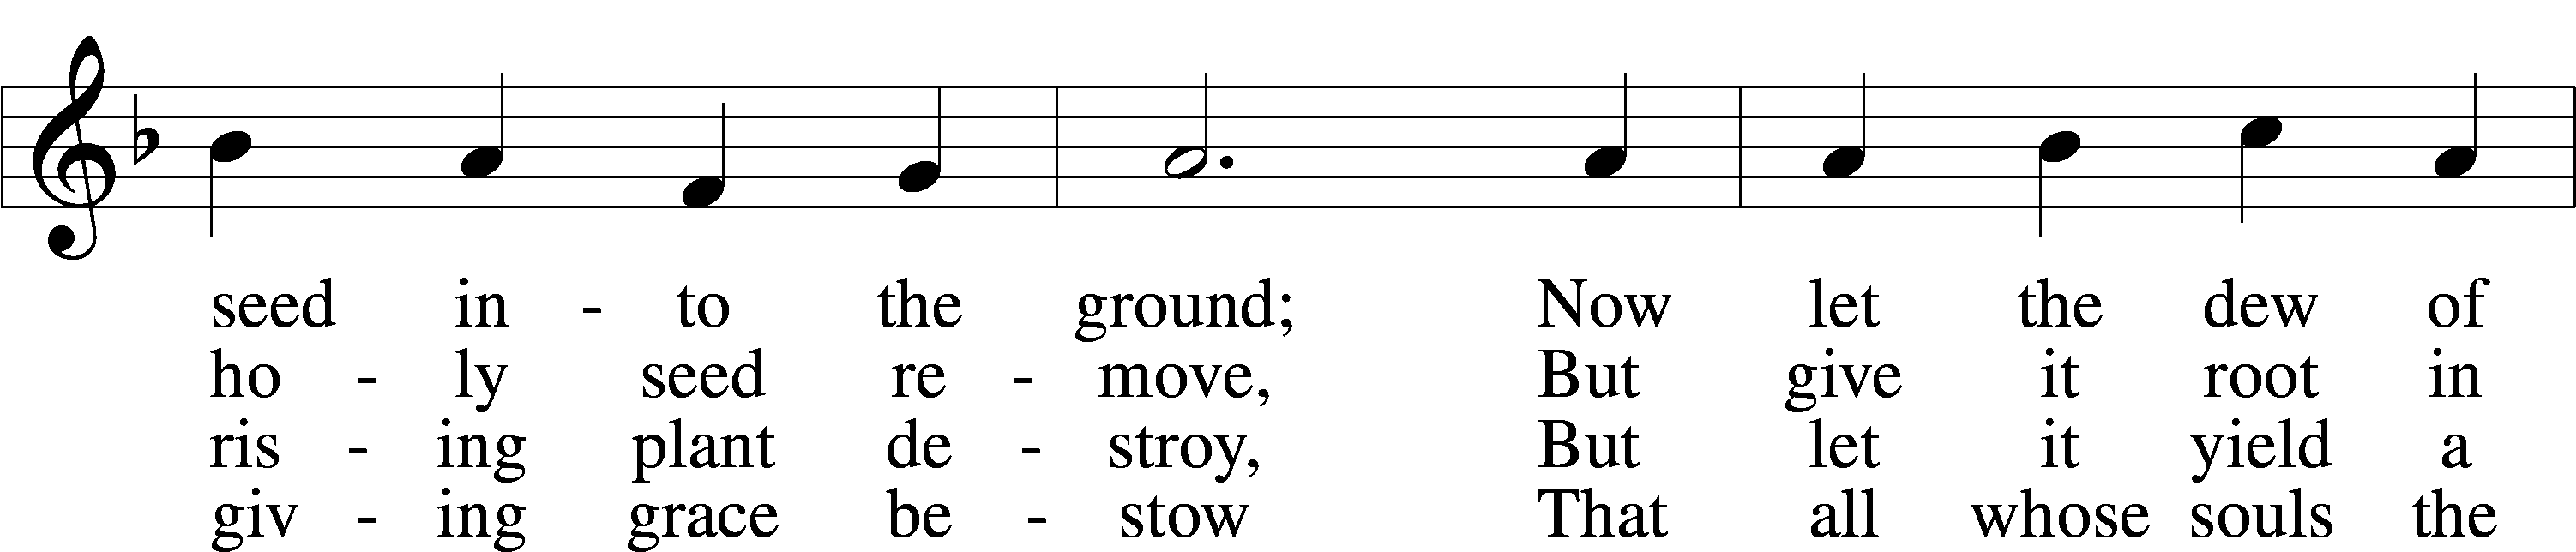 seed in - to the ground; Now let the dew of
ho - ly seed re - move, But give it root in
ris - ing plant de - stroy, But let it yield a
giv - ing grace be - stow That all whose souls the